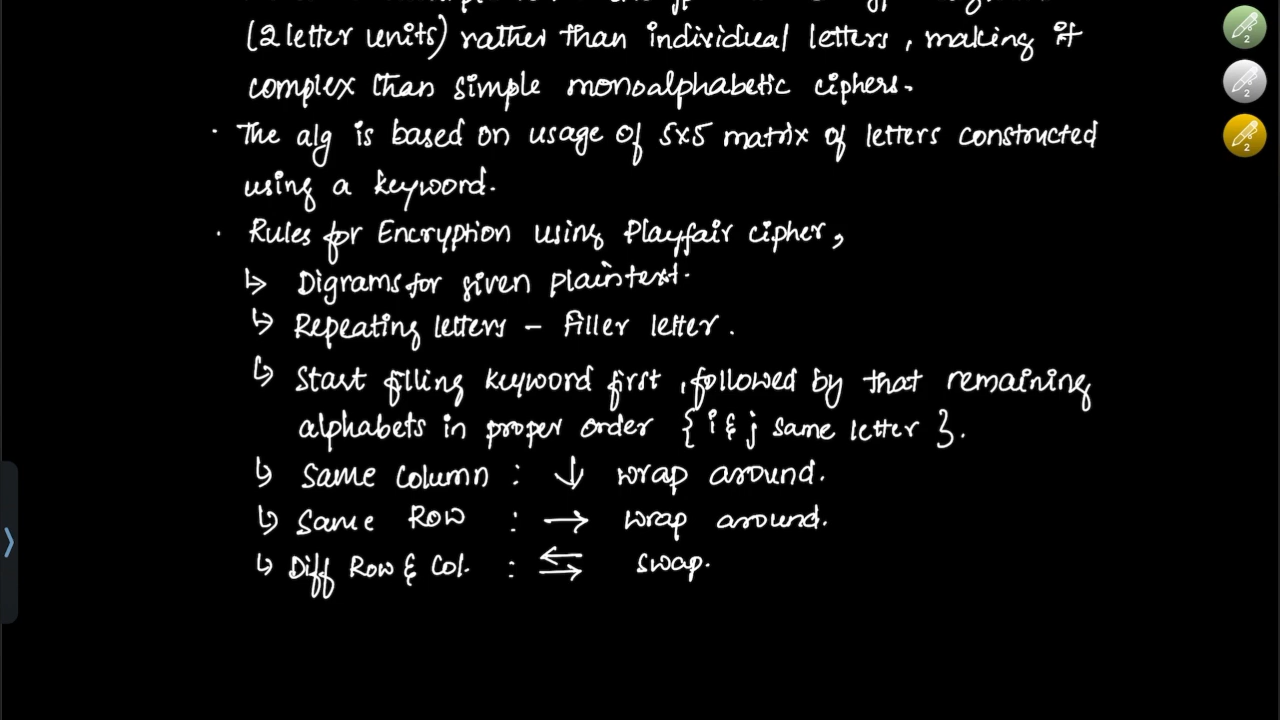 (2 letter units) rather than individual letters, making it
complex than simple monoalphabetic ciphers.
· The alg is based on usage of 5x5 matrix of letters constructed
using a keyword.
· Rules for Encryption using Playfair cipher,
↳ Digrams for given plaintext.
↳ Repeating letters - filler letter.
↳ Start filling keyword first, followed by that remaining
alphabets in proper order { i & j same letter }.
↳ Same Column : ↓ wrap around.
↳ Same Row : → wrap around.
↳ Diff Row & Col. : ⇆ swap.
2
2
2